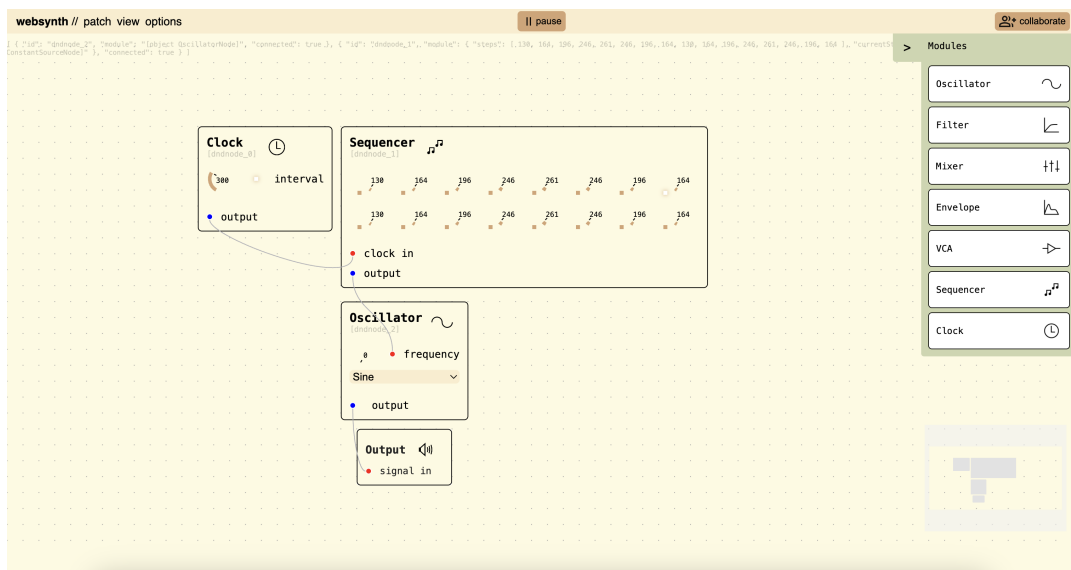 websynth // patch view options
|| pause
collaborate
[ { "id": "dndnode_2", "module": "[object OscillatorNode]", "connected": true }, { "id": "dndnode_1", "module": { "steps": [ 130, 164, 196, 246, 261, 246, 196, 164, 130, 164, 196, 246, 261, 246, 196, 164 ],
ConstantSourceNode]" }, "connected": true } ]
> Modules
Oscillator
Filter
Mixer
Envelope
VCA
Sequencer
Clock
Clock
[dndnode_0]
300 interval
output
Sequencer
[dndnode_1]
130 164 196 246 261 246 196 164
130 164 196 246 261 246 196 164
clock in
output
Oscillator
[dndnode_2]
0 frequency
Sine
output
Output
signal in